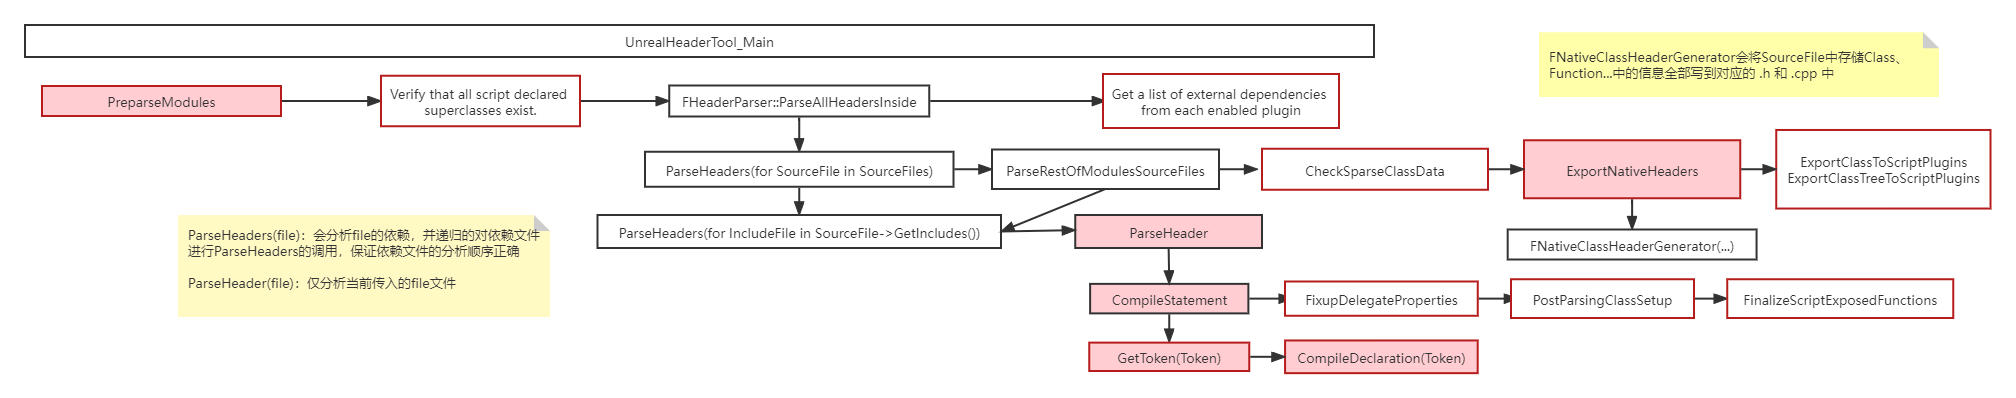 UnrealHeaderTool_Main
FNativeClassHeaderGenerator会将SourceFile中存储Class、
Function...中的信息全部写到对应的 .h 和 .cpp 中
PreparseModules
Verify that all script declared
superclasses exist.
FHeaderParser::ParseAllHeadersInside
Get a list of external dependencies
from each enabled plugin
ParseHeaders(for SourceFile in SourceFiles)
ParseRestOfModulesSourceFiles
CheckSparseClassData
ExportNativeHeaders
ExportClassToScriptPlugins
ExportClassTreeToScriptPlugins
ParseHeaders(file)：会分析file的依赖，并递归的对依赖文件
进行ParseHeaders的调用，保证依赖文件的分析顺序正确
ParseHeader(file)：仅分析当前传入的file文件
ParseHeaders(for IncludeFile in SourceFile->GetIncludes())
ParseHeader
FNativeClassHeaderGenerator(...)
CompileStatement
FixupDelegateProperties
PostParsingClassSetup
FinalizeScriptExposedFunctions
GetToken(Token)
CompileDeclaration(Token)